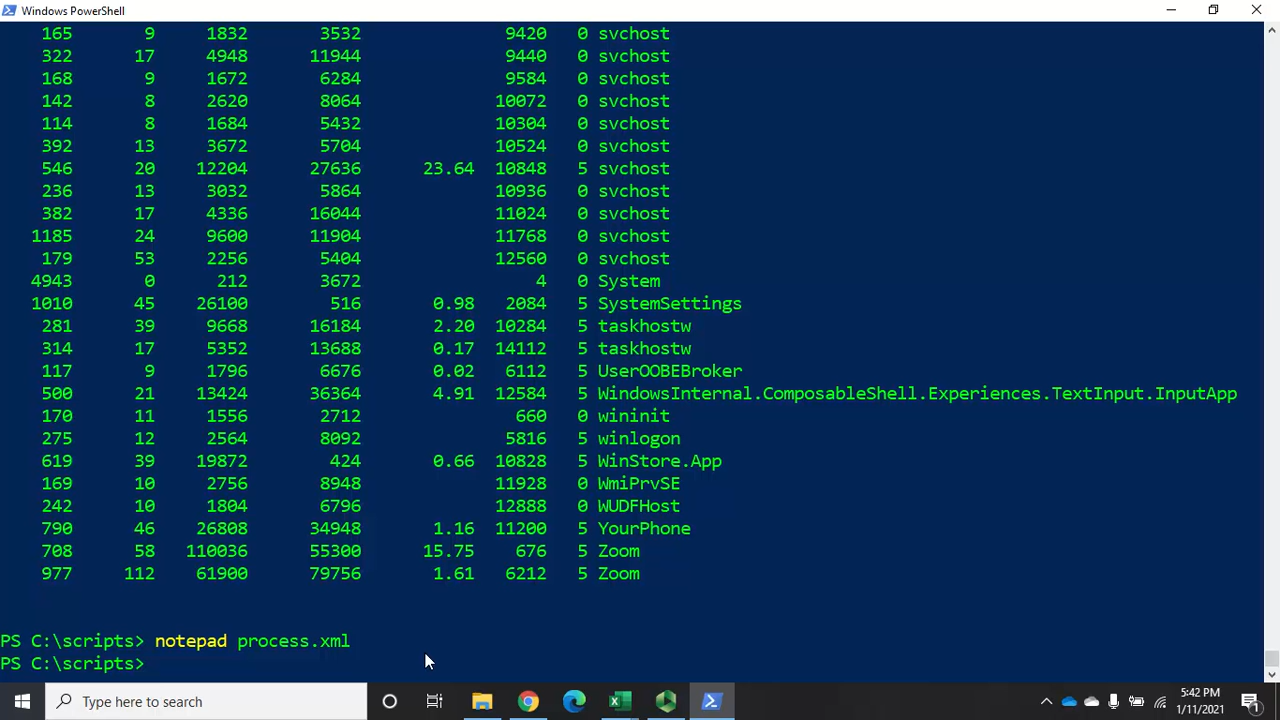 Windows PowerShell
165 9 1832 3532 9420 0 svchost
322 17 4948 11944 9440 0 svchost
168 9 1672 6284 9584 0 svchost
142 8 2620 8064 10072 0 svchost
114 8 1684 5432 10304 0 svchost
392 13 3672 5704 10524 0 svchost
546 20 12204 27636 23.64 10848 5 svchost
236 13 3032 5864 10936 0 svchost
382 17 4336 16044 11024 0 svchost
1185 24 9600 11904 11768 0 svchost
179 53 2256 5404 12560 0 svchost
4943 0 212 3672 4 0 System
1010 45 26100 516 0.98 2084 5 SystemSettings
281 39 9668 16184 2.20 10284 5 taskhostw
314 17 5352 13688 0.17 14112 5 taskhostw
117 9 1796 6676 0.02 6112 5 UserOOBEBroker
500 21 13424 36364 4.91 12584 5 WindowsInternal.ComposableShell.Experiences.TextInput.InputApp
170 11 1556 2712 660 0 wininit
275 12 2564 8092 5816 5 winlogon
619 39 19872 424 0.66 10828 5 WinStore.App
169 10 2756 8948 11928 0 WmiPrvSE
242 10 1804 6796 12888 0 WUDFHost
790 46 26808 34948 1.16 11200 5 YourPhone
708 58 110036 55300 15.75 676 5 Zoom
977 112 61900 79756 1.61 6212 5 Zoom
PS C:\scripts> notepad process.xml
PS C:\scripts>
Type here to search
5:42 PM
1/11/2021
1